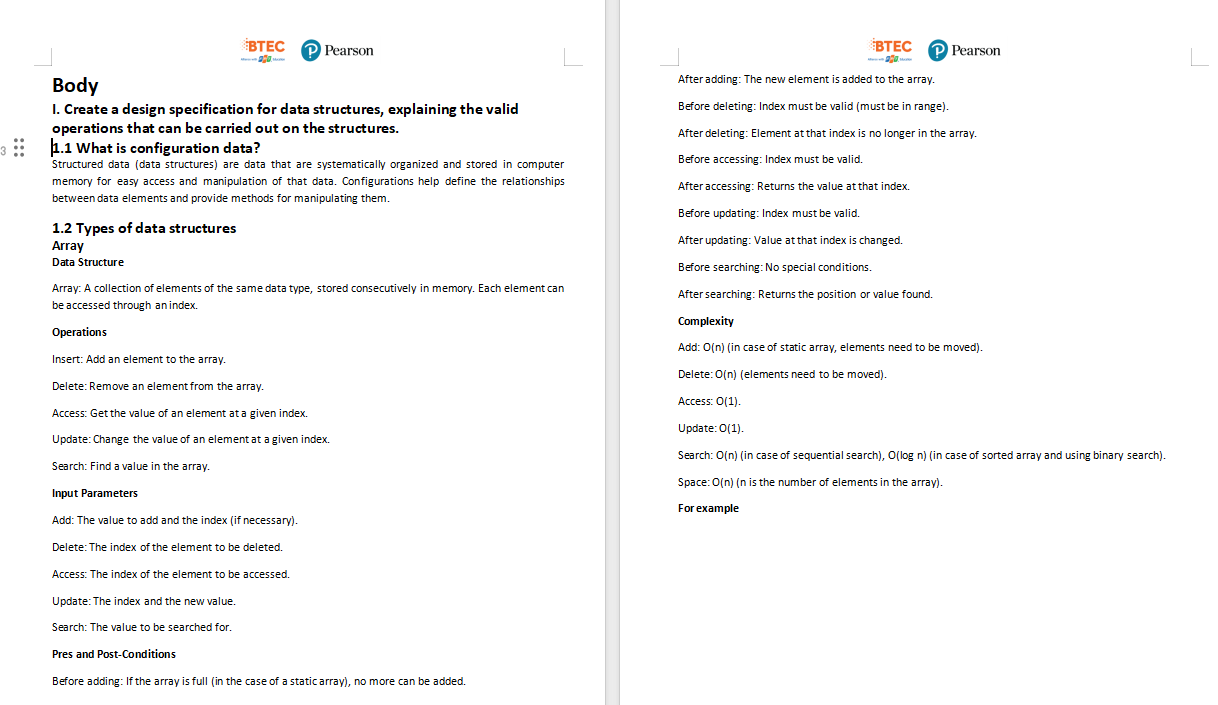 BTEC
Pearson
Body
I. Create a design specification for data structures, explaining the valid
operations that can be carried out on the structures.
1.1 What is configuration data?
3
Structured data (data structures) are data that are systematically organized and stored in computer
memory for easy access and manipulation of that data. Configurations help define the relationships
between data elements and provide methods for manipulating them.
1.2 Types of data structures
Array
Data Structure
Array: A collection of elements of the same data type, stored consecutively in memory. Each element can
be accessed through an index.
Operations
Insert: Add an element to the array.
Delete: Remove an element from the array.
Access: Get the value of an element at a given index.
Update: Change the value of an element at a given index.
Search: Find a value in the array.
Input Parameters
Add: The value to add and the index (if necessary).
Delete: The index of the element to be deleted.
Access: The index of the element to be accessed.
Update: The index and the new value.
Search: The value to be searched for.
Pres and Post-Conditions
Before adding: If the array is full (in the case of a static array), no more can be added.
BTEC
Pearson
After adding: The new element is added to the array.
Before deleting: Index must be valid (must be in range).
After deleting: Element at that index is no longer in the array.
Before accessing: Index must be valid.
After accessing: Returns the value at that index.
Before updating: Index must be valid.
After updating: Value at that index is changed.
Before searching: No special conditions.
After searching: Returns the position or value found.
Complexity
Add: O(n) (in case of static array, elements need to be moved).
Delete: O(n) (elements need to be moved).
Access: O(1).
Update: O(1).
Search: O(n) (in case of sequential search), O(log n) (in case of sorted array and using binary search).
Space: O(n) (n is the number of elements in the array).
For example